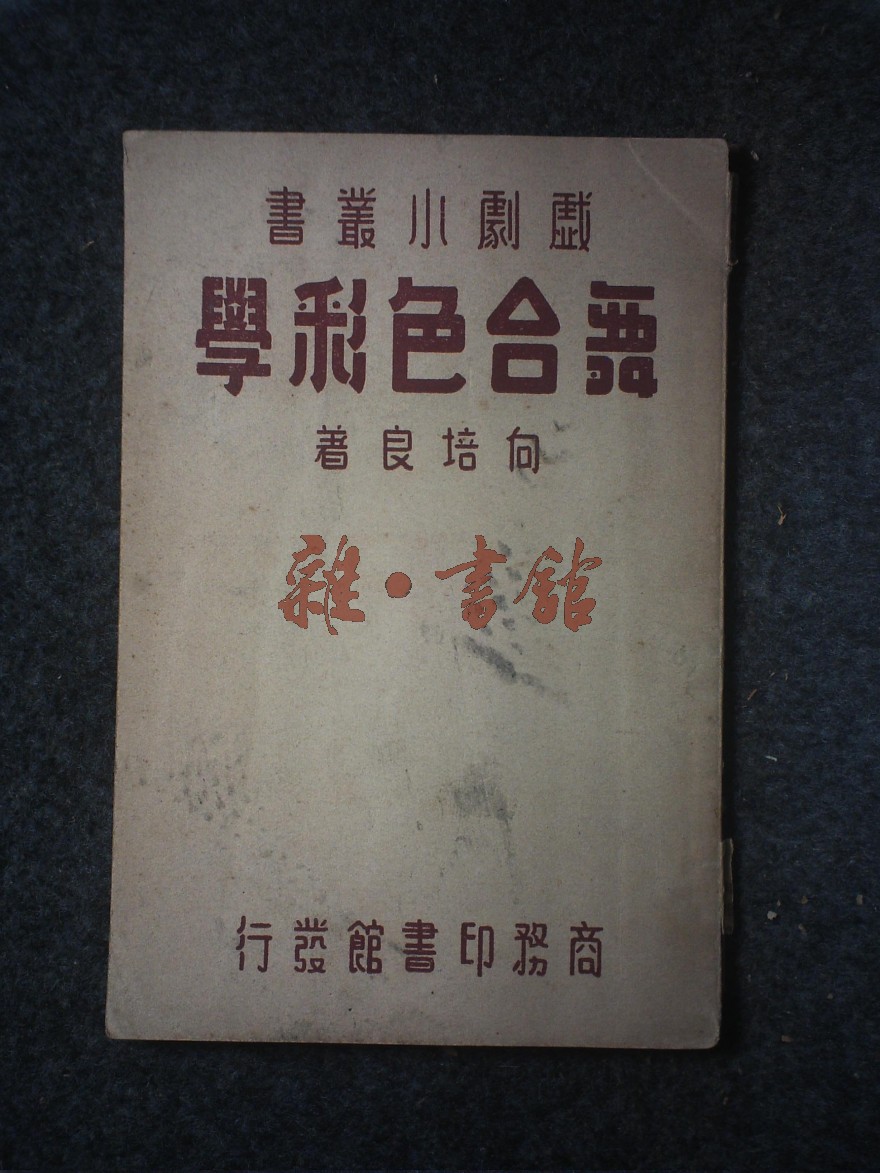 戲劇小叢書
舞台色彩學
向培良著
雜·書館
商務印書館發行